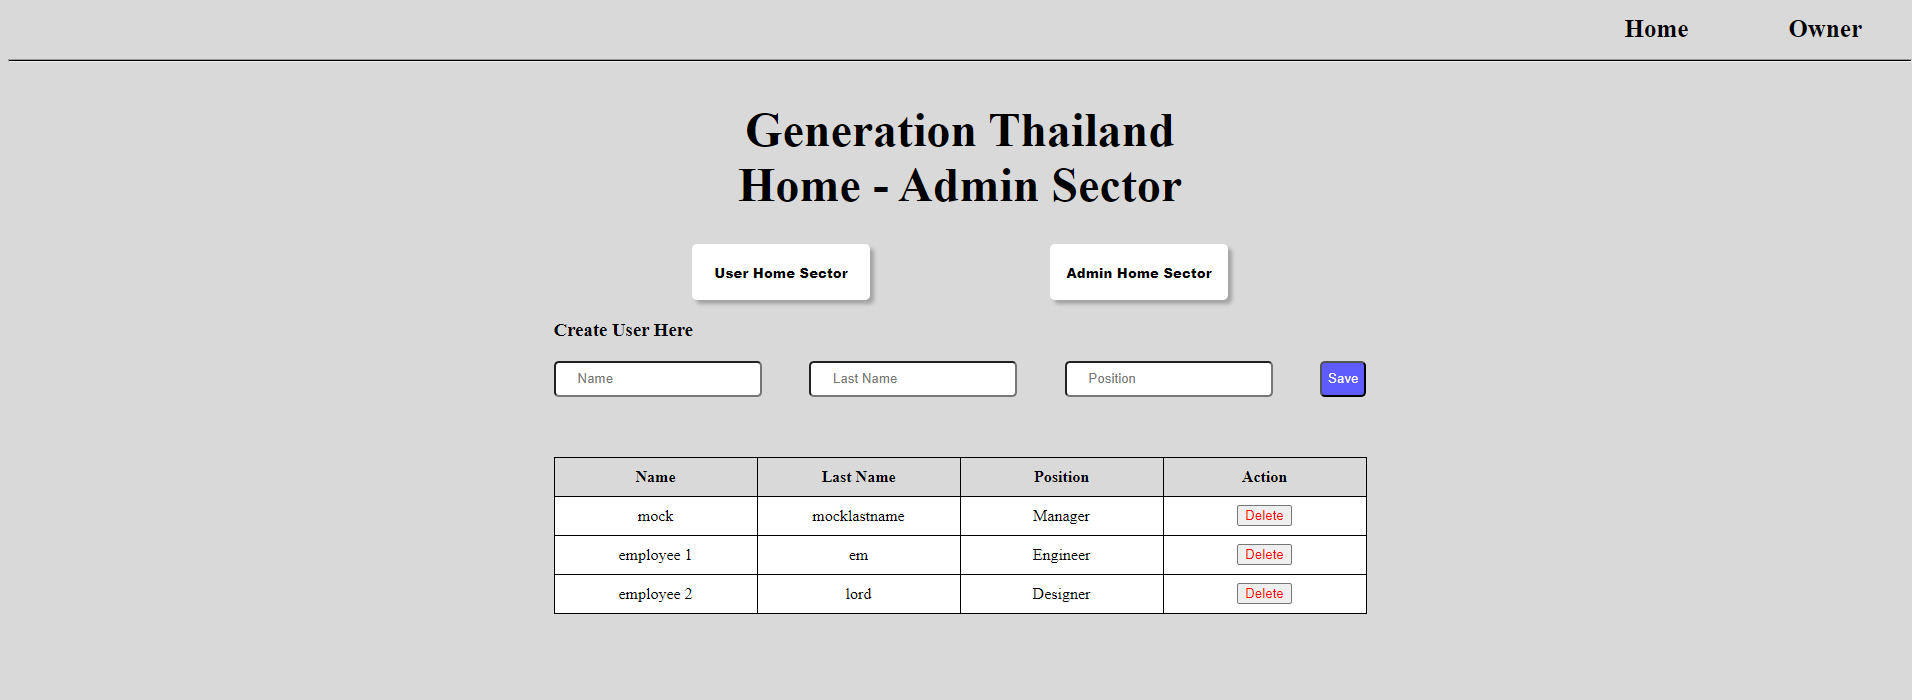 Home Owner
Generation Thailand
Home - Admin Sector
User Home Sector Admin Home Sector
Create User Here
Name Last Name Position Save
Name Last Name Position Action
mock mocklastname Manager Delete
employee 1 em Engineer Delete
employee 2 lord Designer Delete